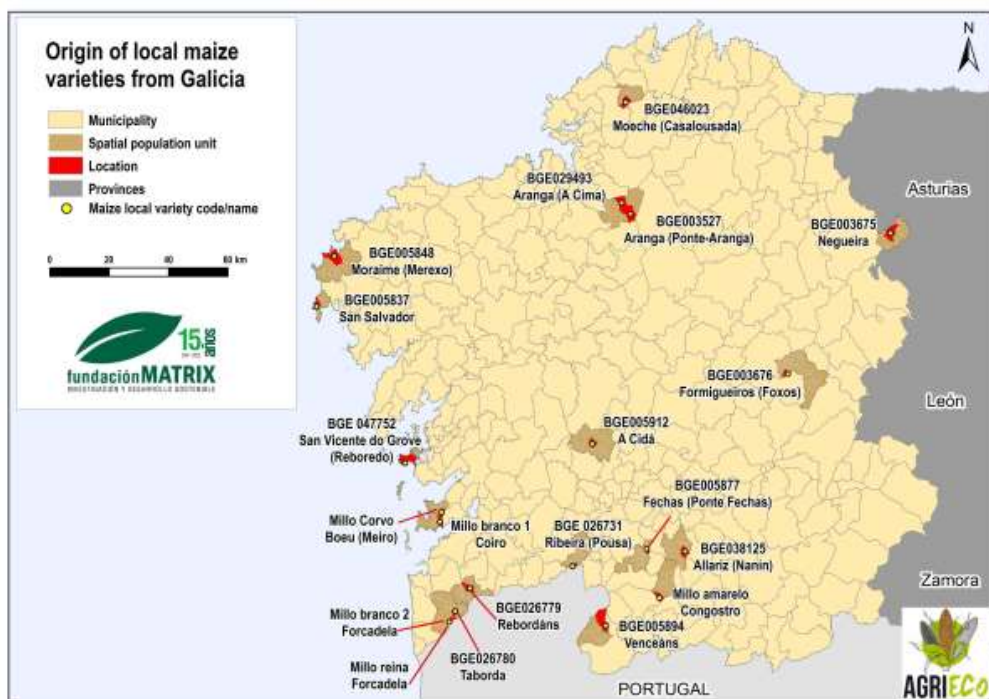 Origin of local maize
varieties from Galicia
Municipality
Spatial population unit
Location
Provinces
Maize local variety code/name
0 20 40 60 80 km
15 años
fundaciónMATRIX
INVESTIGACIÓN Y DESARROLLO SOSTENIBLE
N
BGE046023
Moeche (Casalousada)
BGE029493
Aranga (A Cima)
BGE003527
Aranga (Ponte-Aranga)
Asturias
BGE003675
Negueira
BGE005848
Moraime (Merexo)
BGE005837
San Salvador
BGE003676
Formigueiros (Foxos)
León
BGE 047752
San Vicente do Grove
(Reboredo)
BGE005912
A Cidá
BGE005877
Fechas (Ponte Fechas)
Millo Corvo
Boeu (Meiro)
Millo branco 1
Coiro
BGE 026731
Ribeira (Pousa)
BGE038125
Allariz (Nanin)
Zamora
Millo amarelo
Congostro
Millo branco 2
Forcadela
BGE026779
Rebordáns
BGE005894
Venceáns
Millo reina
Forcadela
BGE026780
Taborda
PORTUGAL
AGRIECo